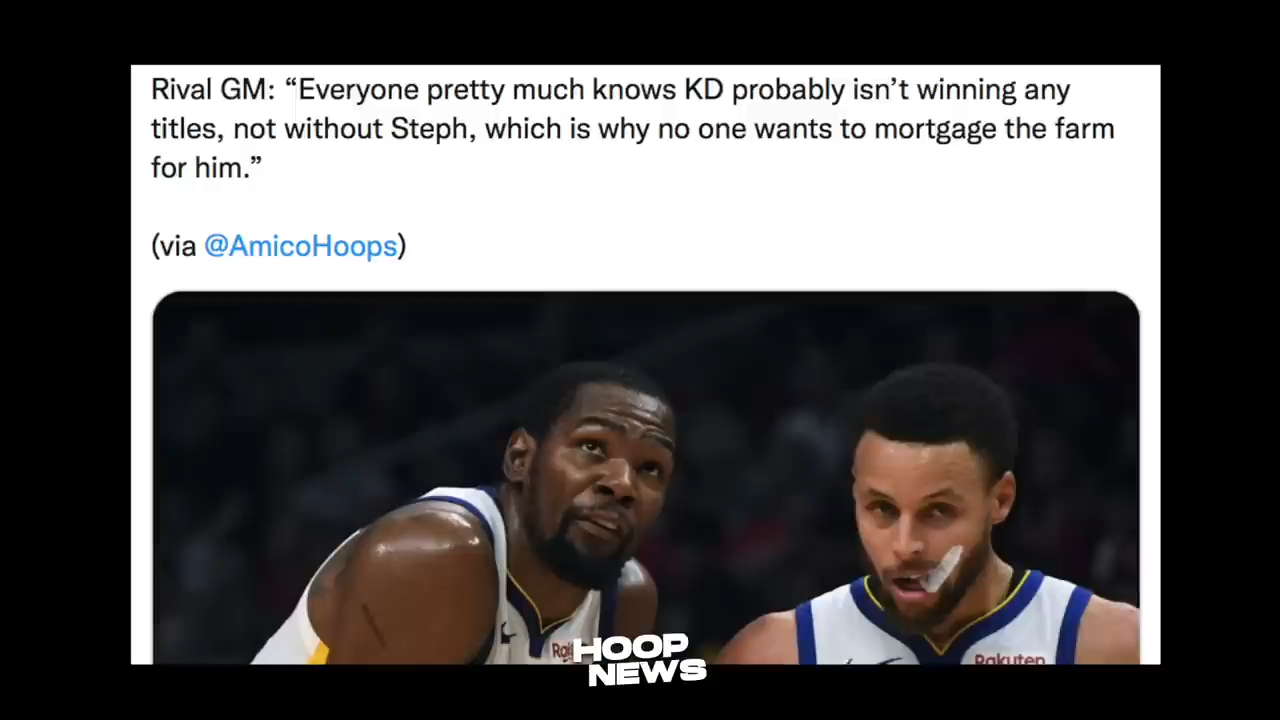 Rival GM: “Everyone pretty much knows KD probably isn’t winning any
titles, not without Steph, which is why no one wants to mortgage the farm
for him.”
(via @AmicoHoops)
Rakuten
HOOP
NEWS